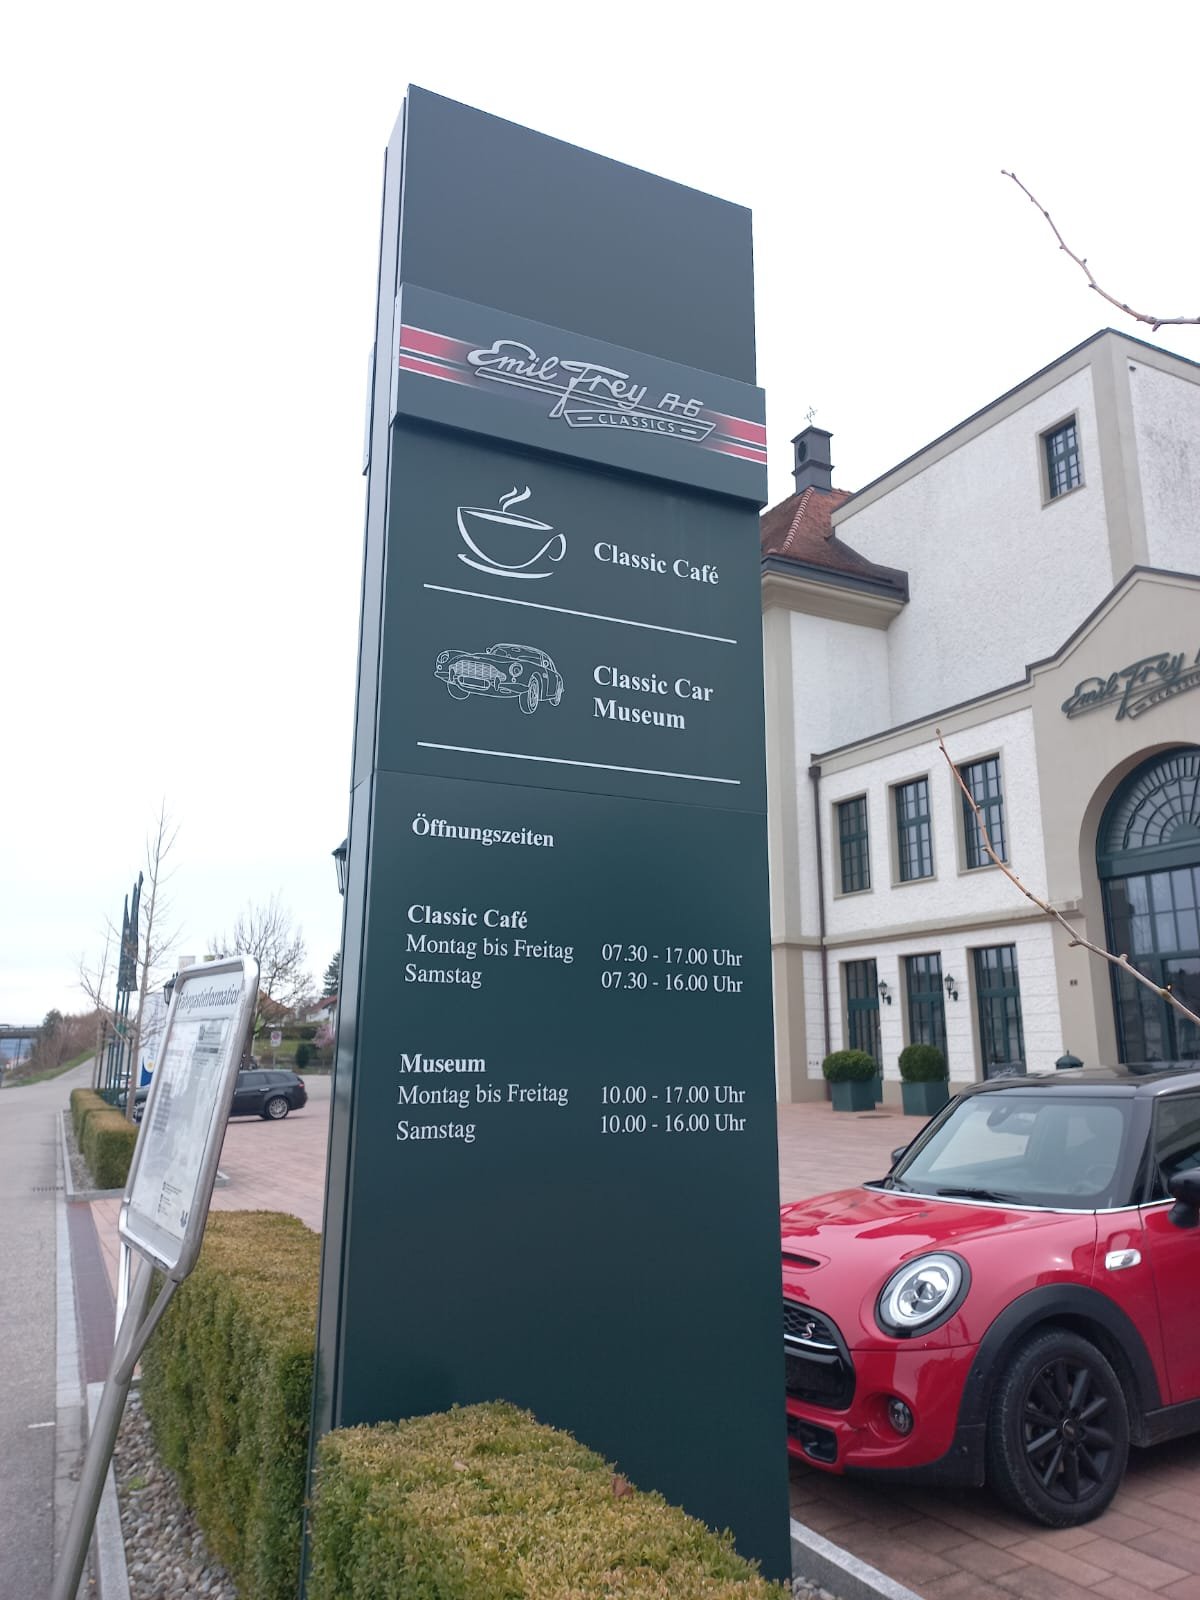 Emil Frey AG
CLASSICS
Classic Café
Classic Car
Museum
Öffnungszeiten
Classic Café
Montag bis Freitag 07.30 - 17.00 Uhr
Samstag 07.30 - 16.00 Uhr
Museum
Montag bis Freitag 10.00 - 17.00 Uhr
Samstag 10.00 - 16.00 Uhr
Emil Frey
CLASSICS
Fahrgastinformation
S